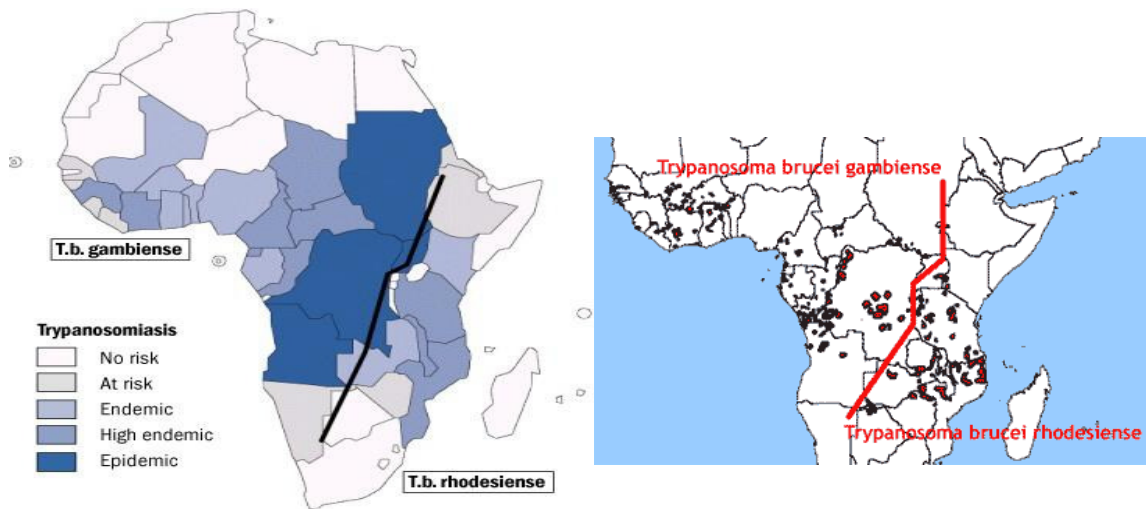 T.b. gambiense
Trypanosomiasis
No risk
At risk
Endemic
High endemic
Epidemic
T.b. rhodesiense
Trypanosoma brucei gambiense
Trypanosoma brucei rhodesiense